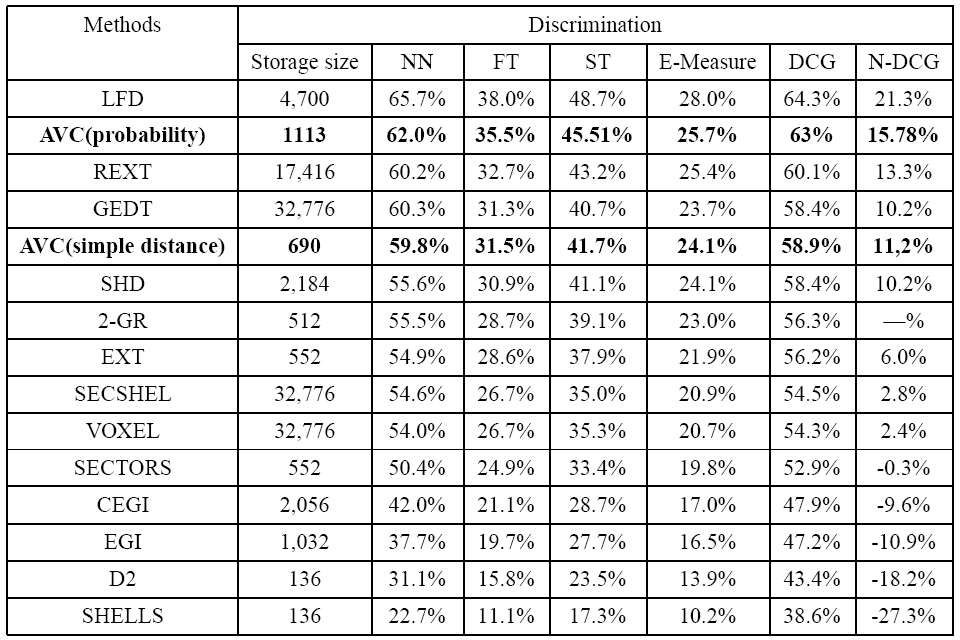 Methods Discrimination
Storage size NN FT ST E-Measure DCG N-DCG
LFD 4,700 65.7% 38.0% 48.7% 28.0% 64.3% 21.3%
AVC(probability) 1113 62.0% 35.5% 45.51% 25.7% 63% 15.78%
REXT 17,416 60.2% 32.7% 43.2% 25.4% 60.1% 13.3%
GEDT 32,776 60.3% 31.3% 40.7% 23.7% 58.4% 10.2%
AVC(simple distance) 690 59.8% 31.5% 41.7% 24.1% 58.9% 11,2%
SHD 2,184 55.6% 30.9% 41.1% 24.1% 58.4% 10.2%
2-GR 512 55.5% 28.7% 39.1% 23.0% 56.3% —%
EXT 552 54.9% 28.6% 37.9% 21.9% 56.2% 6.0%
SECSHEL 32,776 54.6% 26.7% 35.0% 20.9% 54.5% 2.8%
VOXEL 32,776 54.0% 26.7% 35.3% 20.7% 54.3% 2.4%
SECTORS 552 50.4% 24.9% 33.4% 19.8% 52.9% -0.3%
CEGI 2,056 42.0% 21.1% 28.7% 17.0% 47.9% -9.6%
EGI 1,032 37.7% 19.7% 27.7% 16.5% 47.2% -10.9%
D2 136 31.1% 15.8% 23.5% 13.9% 43.4% -18.2%
SHELLS 136 22.7% 11.1% 17.3% 10.2% 38.6% -27.3%